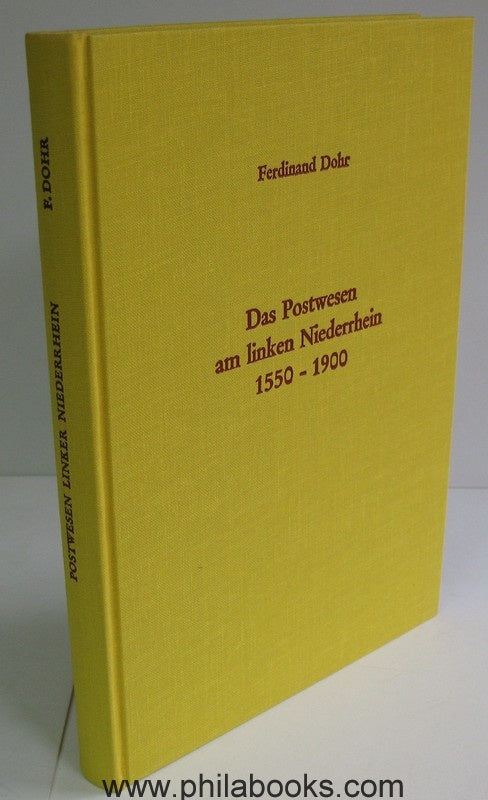 Ferdinand Dohr
Das Postwesen
am linken Niederrhein
1550 - 1900
POSTWESEN LINKER NIEDERRHEIN F. DOHR
www.philabooks.com